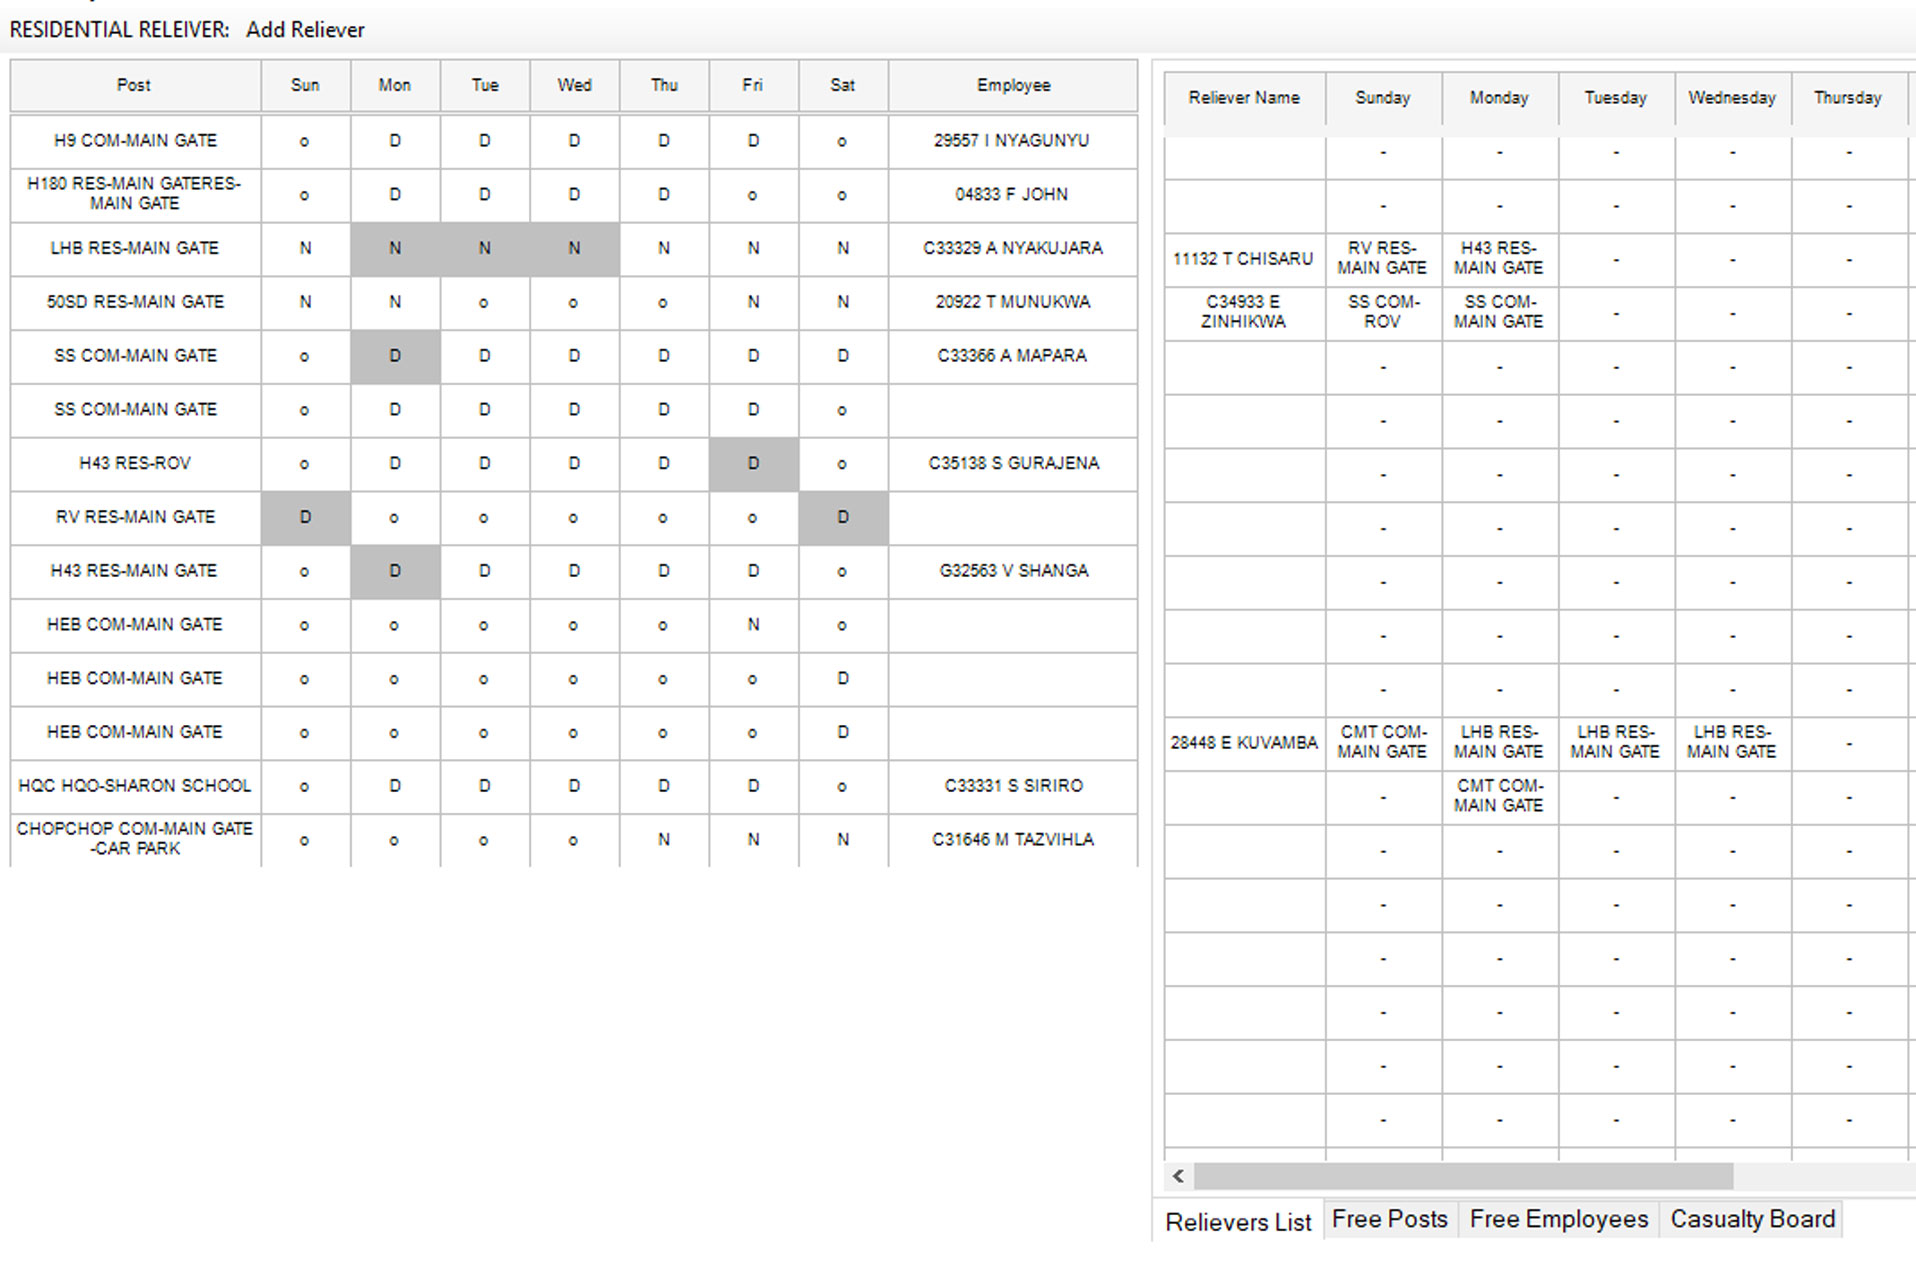 RESIDENTIAL RELEIVER: Add Reliever
Post Sun Mon Tue Wed Thu Fri Sat Employee
H9 COM-MAIN GATE o D D D D D o 29557 I NYAGUNYU
H180 RES-MAIN GATERES-
MAIN GATE o D D D D o o 04833 F JOHN
LHB RES-MAIN GATE N N N N N N N C33329 A NYAKUJARA
50SD RES-MAIN GATE N N o o o N N 20922 T MUNUKWA
SS COM-MAIN GATE o D D D D D D C33366 A MAPARA
SS COM-MAIN GATE o D D D D D o
H43 RES-ROV o D D D D D o C35138 S GURAJENA
RV RES-MAIN GATE D o o o o o D
H43 RES-MAIN GATE o D D D D D o G32563 V SHANGA
HEB COM-MAIN GATE o o o o o N o
HEB COM-MAIN GATE o o o o o o D
HEB COM-MAIN GATE o o o o o o D
HQC HQO-SHARON SCHOOL o D D D D D o C33331 S SIRIRO
CHOPCHOP COM-MAIN GATE
-CAR PARK o o o o N N N C31646 M TAZVIHLA
Reliever Name Sunday Monday Tuesday Wednesday Thursday
- - - - -
- - - - -
11132 T CHISARU RV RES-
MAIN GATE H43 RES-
MAIN GATE - - -
C34933 E
ZINHIKWA SS COM-
ROV SS COM-
MAIN GATE - - -
- - - - -
- - - - -
- - - - -
- - - - -
- - - - -
- - - - -
- - - - -
28448 E KUVAMBA CMT COM-
MAIN GATE LHB RES-
MAIN GATE LHB RES-
MAIN GATE LHB RES-
MAIN GATE -
- CMT COM-
MAIN GATE - - -
- - - - -
- - - - -
- - - - -
- - - - -
- - - - -
- - - - -
Relievers List Free Posts Free Employees Casualty Board